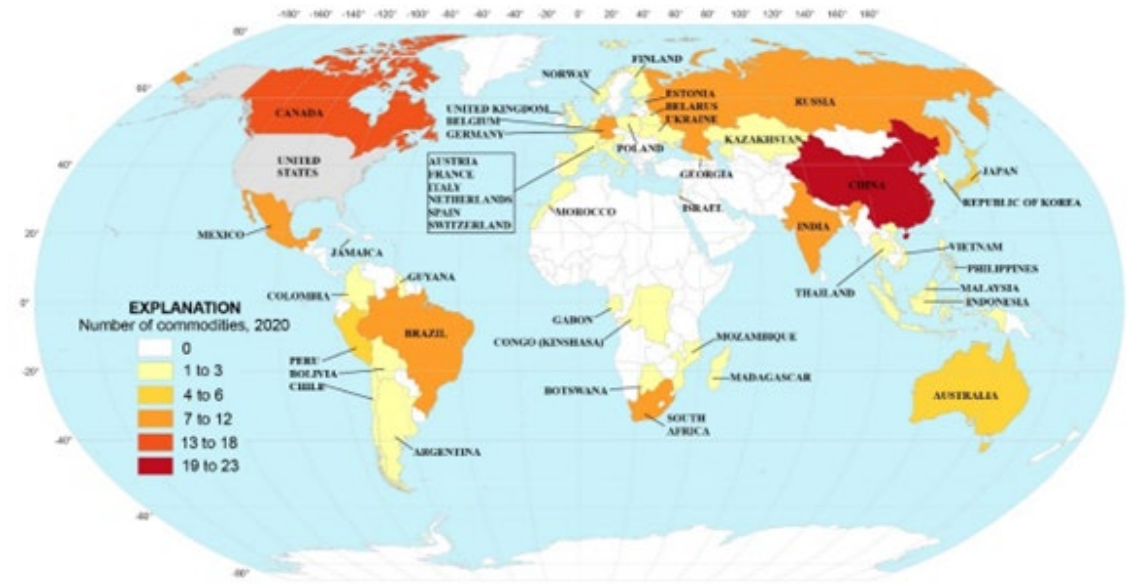 -180° -160° -140° -120° -100° -80° -60° -40° -20° 0° 20° 40° 60° 80° 100° 120° 140° 160° 180°
80°
60°
40°
20°
0°
-20°
-40°
-80°
CANADA
UNITED
STATES
MEXICO
JAMAICA
GUYANA
COLOMBIA
BRAZIL
PERU
BOLIVIA
CHILE
ARGENTINA
NORWAY
FINLAND
UNITED KINGDOM
BELGIUM
GERMANY
ESTONIA
BELARUS
UKRAINE
POLAND
AUSTRIA
FRANCE
ITALY
NETHERLANDS
SPAIN
SWITZERLAND
RUSSIA
KAZAKHSTAN
GEORGIA
ISRAEL
MOROCCO
CHINA
JAPAN
REPUBLIC OF KOREA
INDIA
VIETNAM
PHILIPPINES
THAILAND
MALAYSIA
INDONESIA
GABON
CONGO (KINSHASA)
MOZAMBIQUE
MADAGASCAR
BOTSWANA
SOUTH
AFRICA
AUSTRALIA
EXPLANATION
Number of commodities, 2020
0
1 to 3
4 to 6
7 to 12
13 to 18
19 to 23